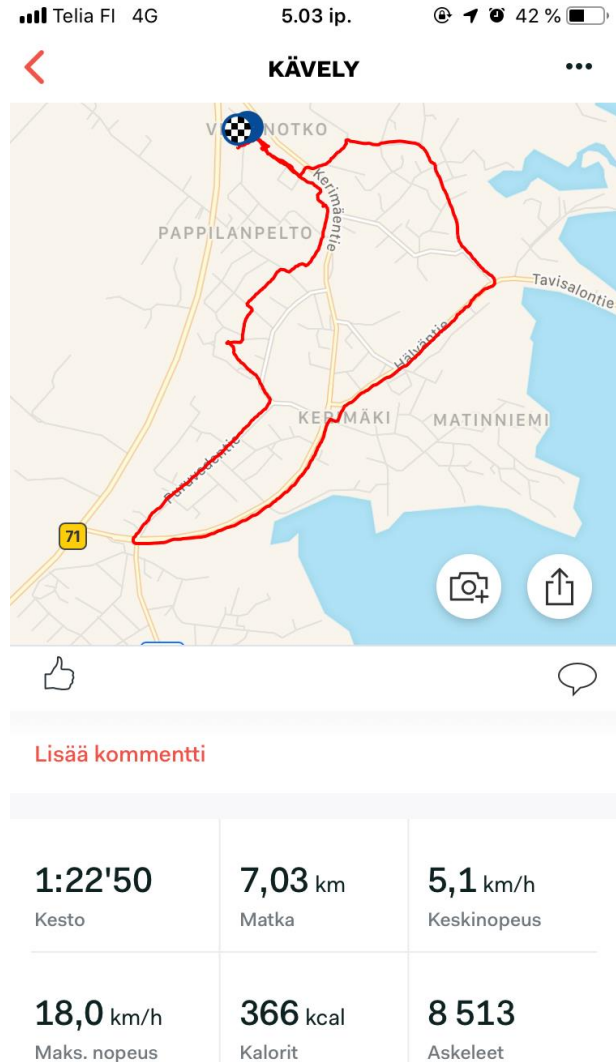 Telia FI 4G 5.03 ip. 42 %
KÄVELY
NOTKO
Kerimäentie
PAPPILANPELTO
Tavisalontie
Hälväntie
KERIMÄKI MATINNIEMI
Puruvedentie
71
Lisää kommentti
1:22'50 7,03 km 5,1 km/h
Kesto Matka Keskinopeus
18,0 km/h 366 kcal 8 513
Maks. nopeus Kalorit Askeleet